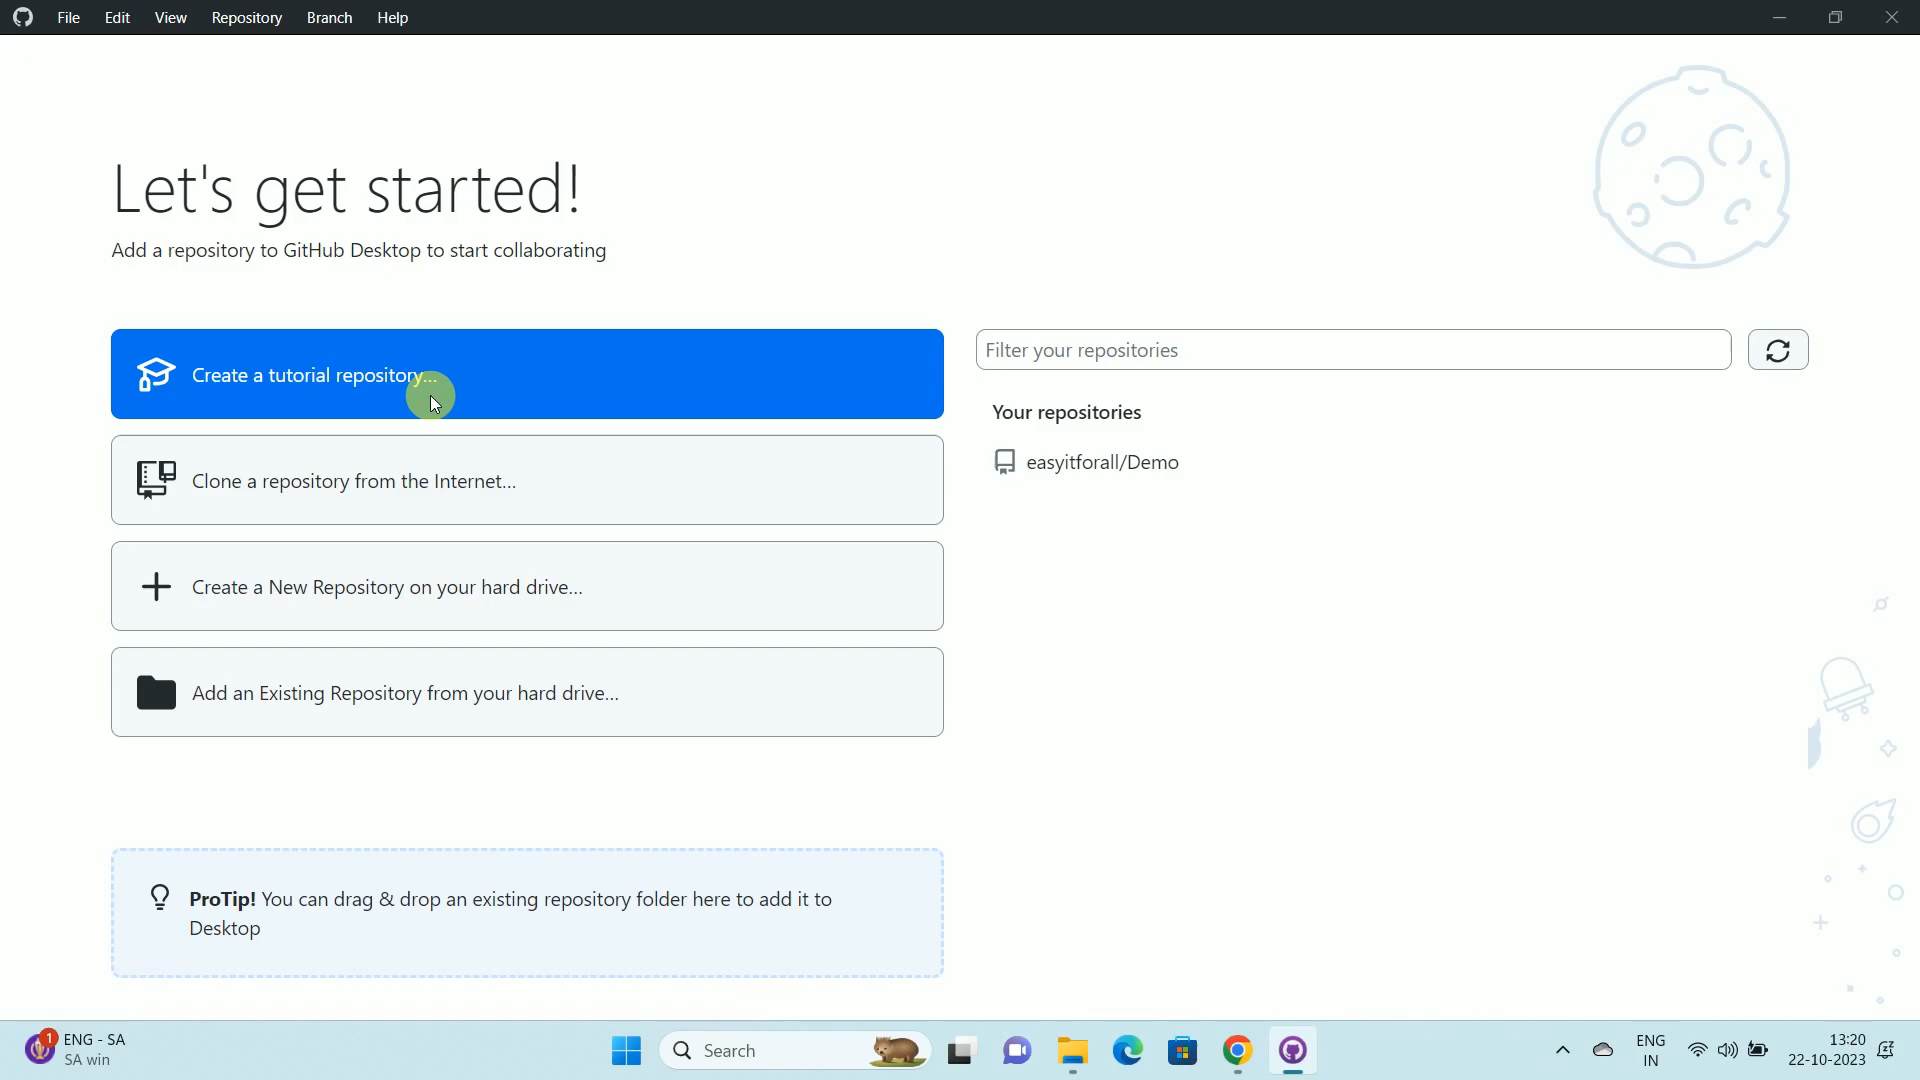 File Edit View Repository Branch Help
Let's get started!
Add a repository to GitHub Desktop to start collaborating
Create a tutorial repository...
Clone a repository from the Internet...
Create a New Repository on your hard drive...
Add an Existing Repository from your hard drive...
Filter your repositories
Your repositories
easyitforall/Demo
ProTip! You can drag & drop an existing repository folder here to add it to
Desktop
1
ENG - SA
SA win
Search
ENG
IN
13:20
22-10-2023